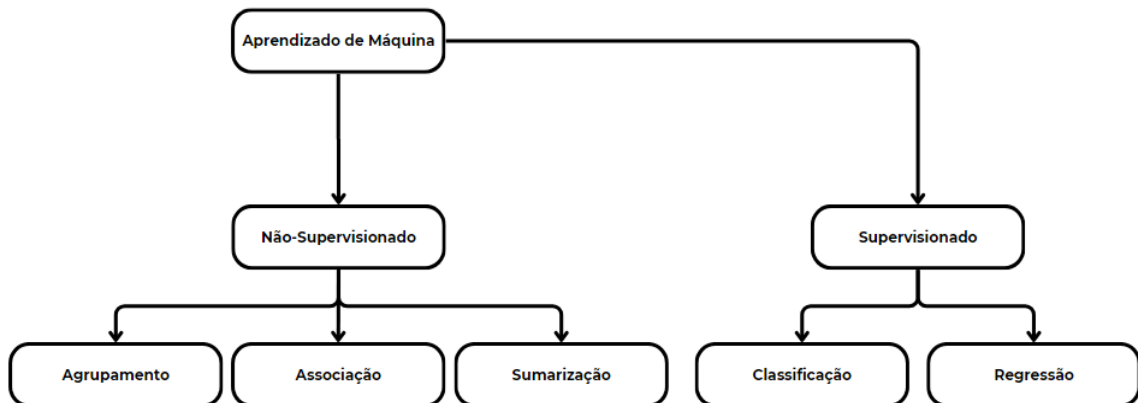 Aprendizado de Máquina
Não-Supervisionado
Supervisionado
Agrupamento
Associação
Sumarização
Classificação
Regressão